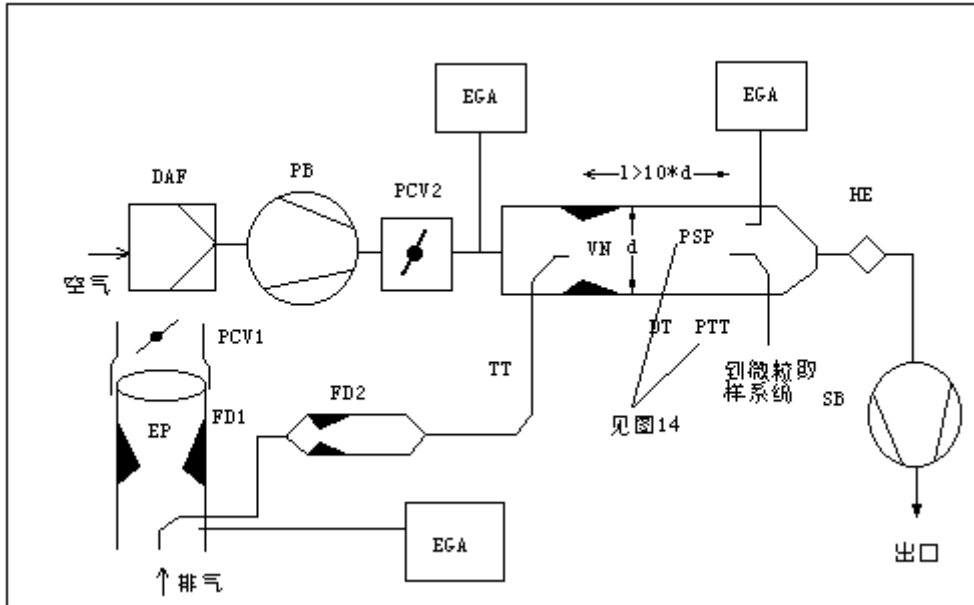 EGA
EGA
l>10*d
DAF
PB
PCV2
HE
VN
d
PSP
空气
PCV1
DT
PTT
TT
到微粒取
样系统
FD2
SB
EP
FD1
见图14
EGA
出口
排气